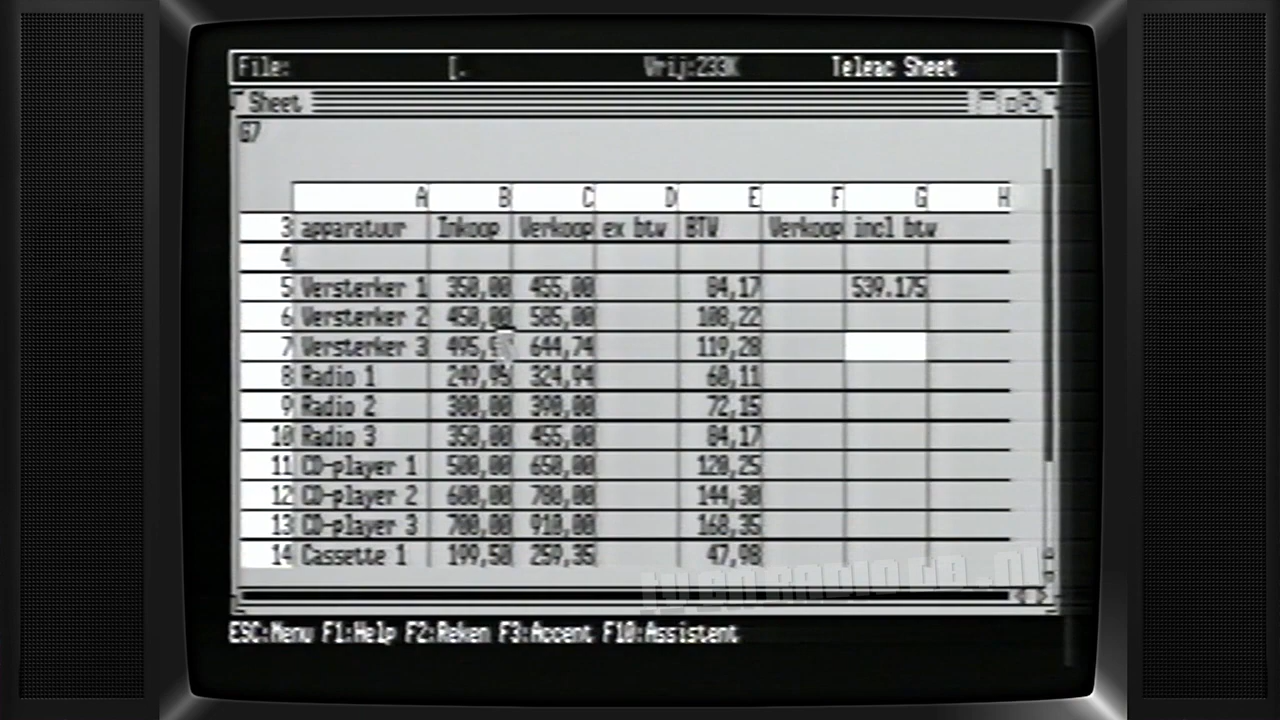 File: [. Vrij:233K Teleac Sheet
Sheet
G7
A B C D E F G H
3 apparatuur Inkoop Verkoop ex btw BTW Verkoop incl btw
4
5 Versterker 1 350,00 455,00 84,17 539.175
6 Versterker 2 450,00 585,00 108,22
7 Versterker 3 644,74 119,28
8 Radio 1 249,95 324,94 60,11
9 Radio 2 300,00 390,00 72,15
10 Radio 3 350,00 455,00 84,17
11 CD-player 1 500,00 650,00 120,25
12 CD-player 2 600,00 780,00 144,30
13 CD-player 3 700,00 910,00 168,35
14 Cassette 1 199,50 259,35 47,98
tv en RADIO DB.nl
ESC:Menu F1:Help F2:Reken F3:Accent F10:Assistent